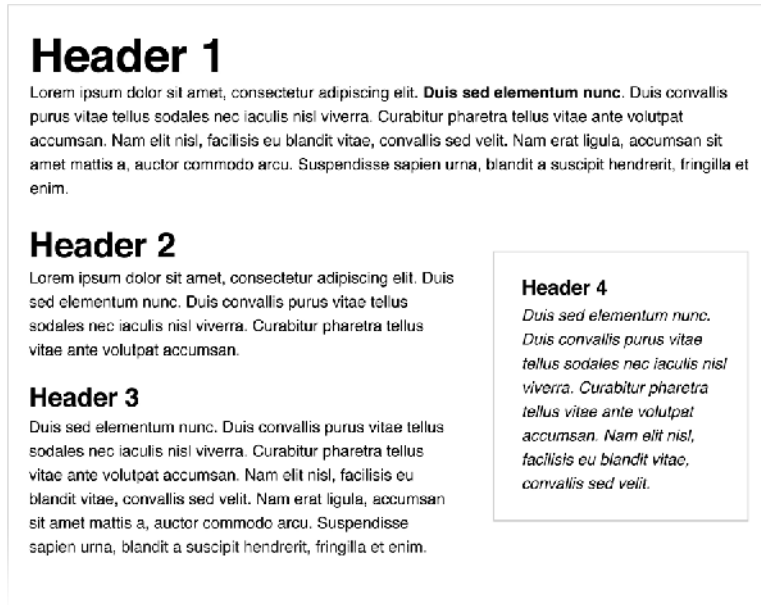 Header 1
Lorem ipsum dolor sit amet, consectetur adipiscing elit. Duis sed elementum nunc. Duis convallis
purus vitae tellus sodales nec iaculis nisl viverra. Curabitur pharetra tellus vitae ante volutpat
accumsan. Nam elit nisl, facilisis eu blandit vitae, convallis sed velit. Nam erat ligula, accumsan sit
amet mattis a, auctor commodo arcu. Suspendisse sapien urna, blandit a suscipit hendrerit, fringilla et
enim.
Header 2
Lorem ipsum dolor sit amet, consectetur adipiscing elit. Duis
sed elementum nunc. Duis convallis purus vitae tellus
sodales nec iaculis nisl viverra. Curabitur pharetra tellus
vitae ante volutpat accumsan.
Header 3
Duis sed elementum nunc. Duis convallis purus vitae tellus
sodales nec iaculis nisl viverra. Curabitur pharetra tellus
vitae ante volutpat accumsan. Nam elit nisl, facilisis eu
blandit vitae, convallis sed velit. Nam erat ligula, accumsan
sit amet mattis a, auctor commodo arcu. Suspendisse
sapien urna, blandit a suscipit hendrerit, fringilla et enim.
Header 4
Duis sed elementum nunc.
Duis convallis purus vitae
tellus sodales nec iaculis nisl
viverra. Curabitur pharetra
tellus vitae ante volutpat
accumsan. Nam elit nisl,
facilisis eu blandit vitae,
convallis sed velit.